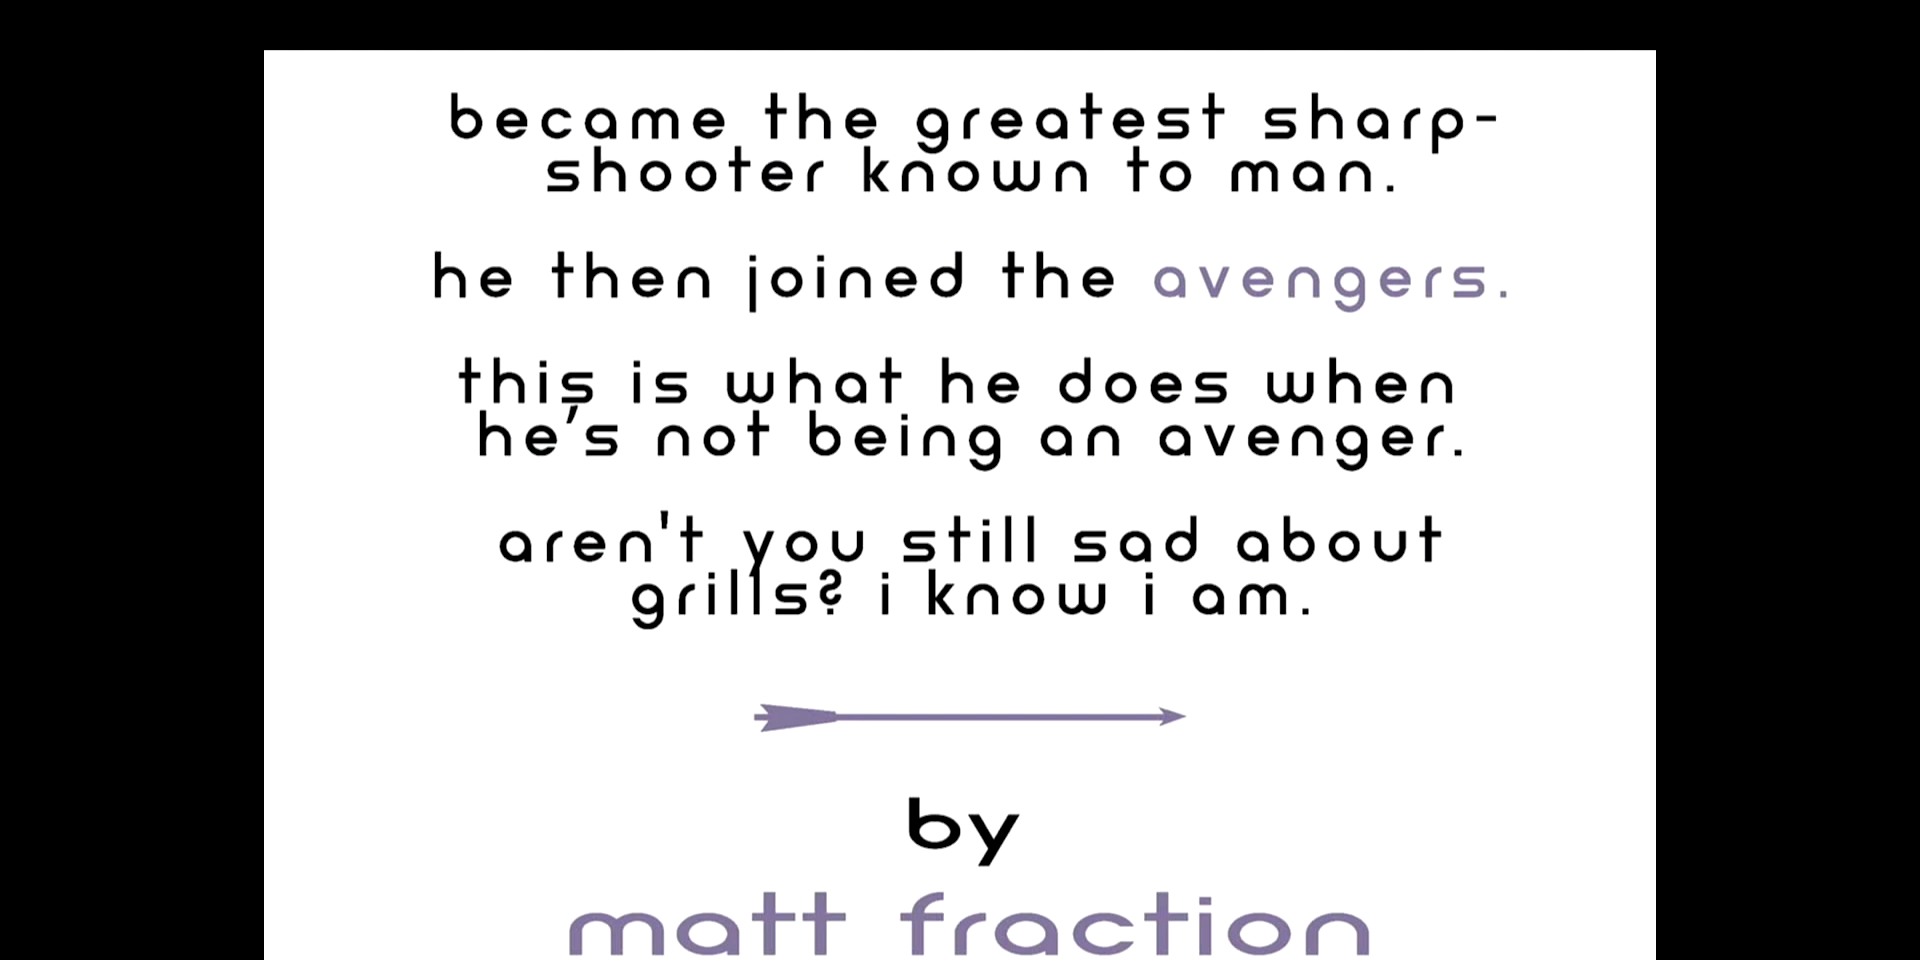 became the greatest sharp-
shooter known to man.
he then joined the avengers.
this is what he does when
he's not being an avenger.
aren't you still sad about
grills? i know i am.
by
matt fraction